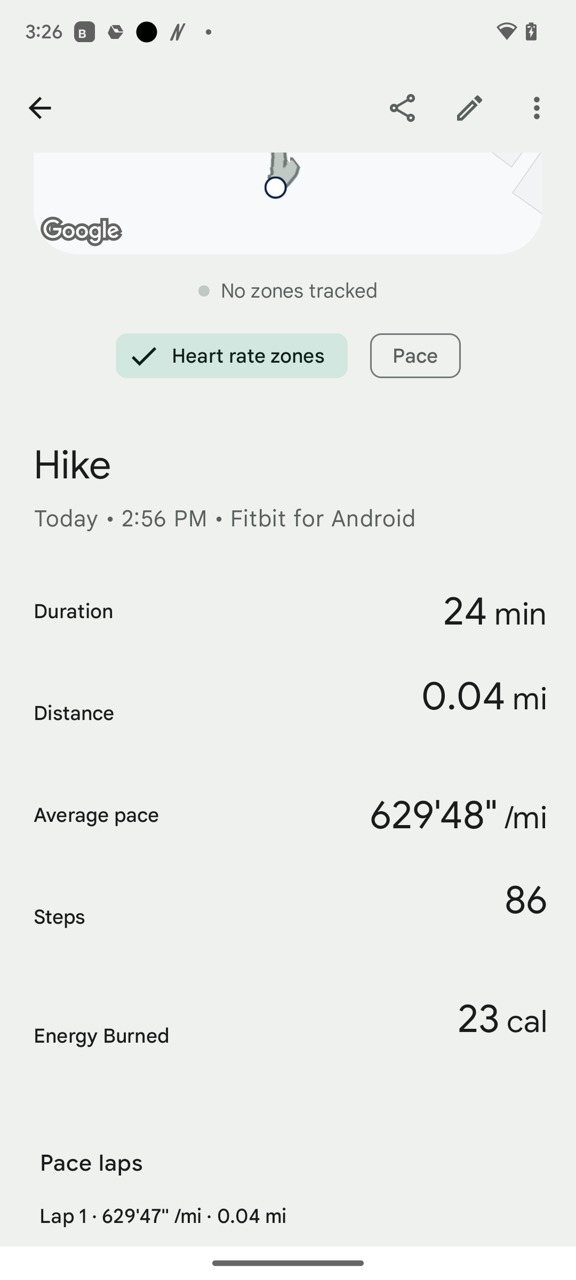 3:26
B
Google
No zones tracked
Heart rate zones
Pace
Hike
Today • 2:56 PM • Fitbit for Android
Duration
24 min
Distance
0.04 mi
Average pace
629'48" /mi
Steps
86
Energy Burned
23 cal
Pace laps
Lap 1 · 629'47" /mi · 0.04 mi